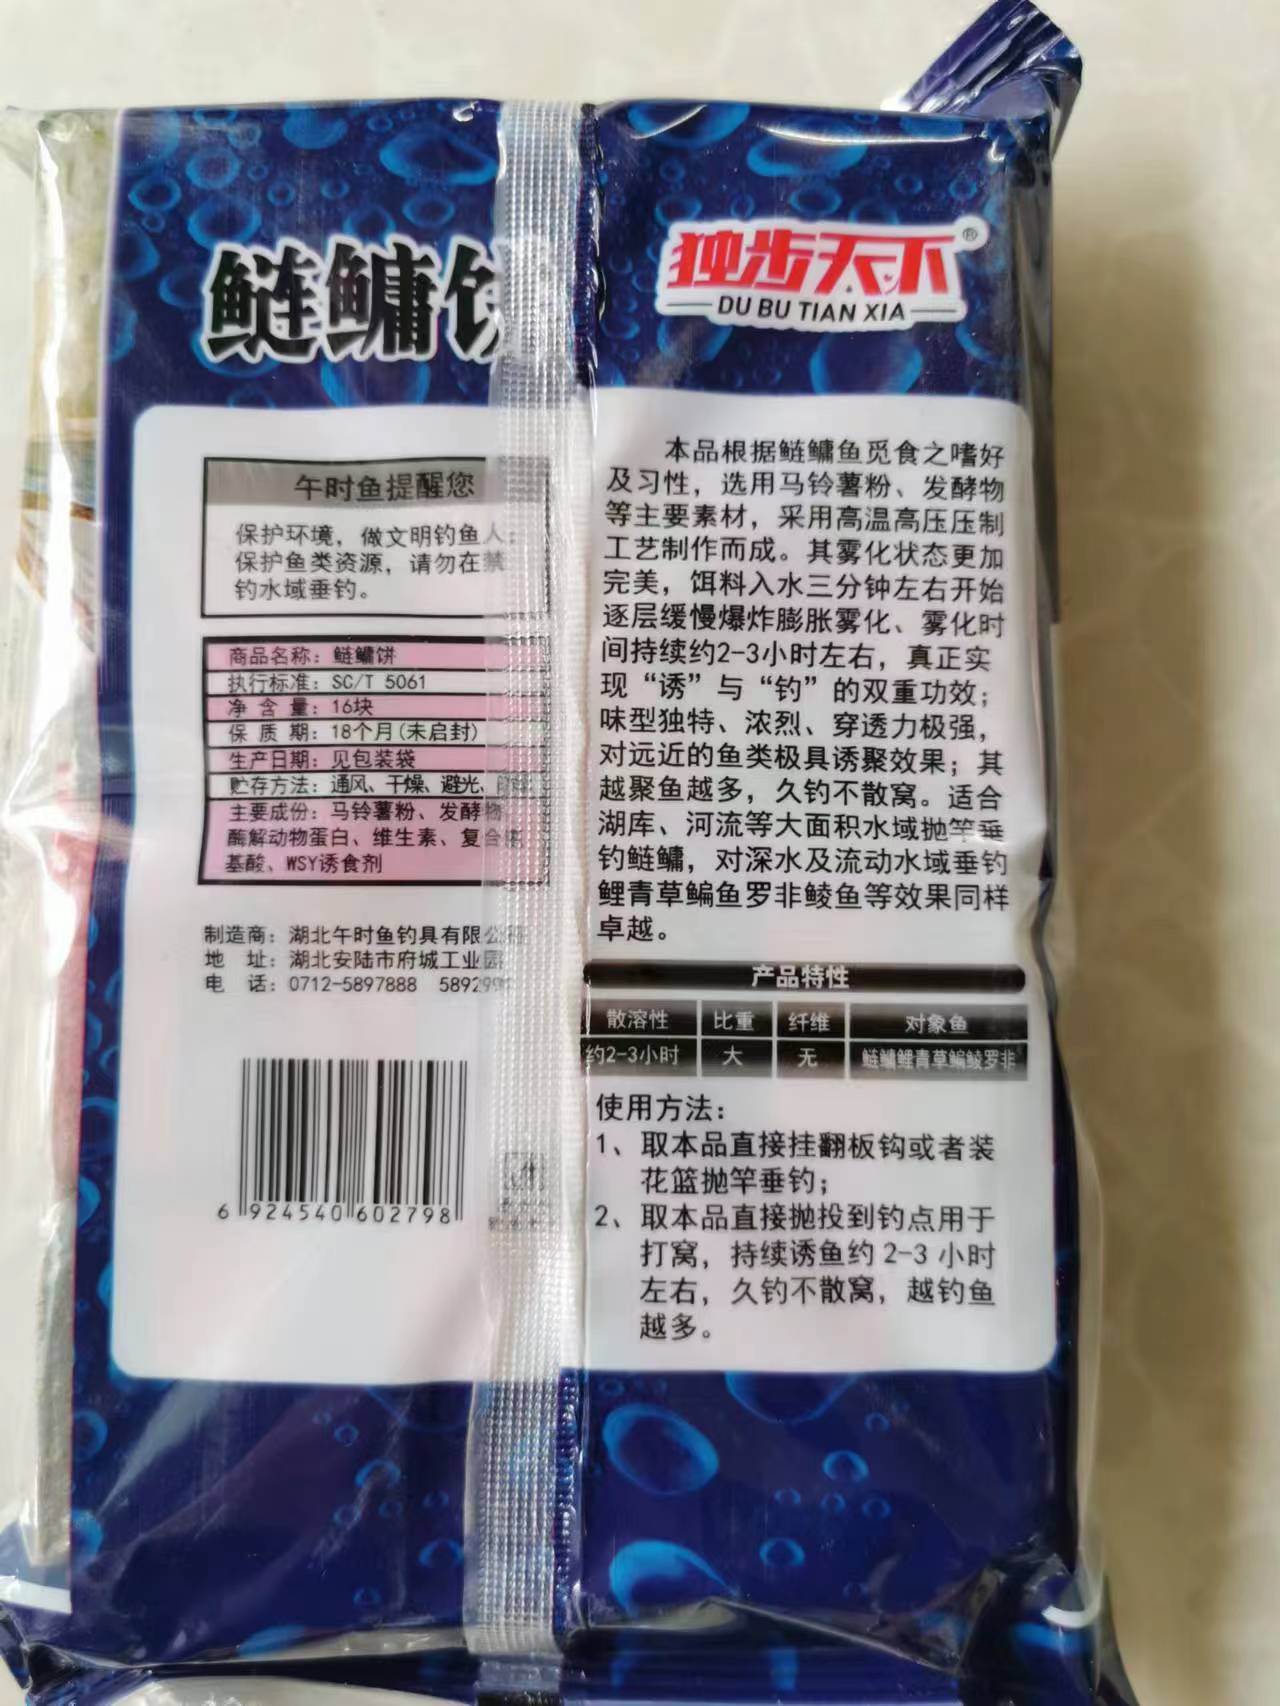 鲢鳙饼
午时鱼提醒您
保护环境，做文明钓鱼人；
保护鱼类资源，请勿在禁
钓水域垂钓。
商品名称：鲢鳙饼
执行标准：SC/T 5061
净 含 量：16块
保 质 期：18个月(未启封)
生产日期：见包装袋
贮存方法：通风、干燥、避光、
主要成份：马铃薯粉、发酵物
酶解动物蛋白、维生素、复合
基酸、WSY诱食剂
制造商：湖北午时鱼钓具有限公
地　址：湖北安陆市府城工业园
电　话：0712-5897888 58929
6 924540 602798
独步天下®
DU BU TIAN XIA
本品根据鲢鳙鱼觅食之嗜好
及习性，选用马铃薯粉、发酵物
等主要素材，采用高温高压压制
工艺制作而成。其雾化状态更加
完美，饵料入水三分钟左右开始
逐层缓慢爆炸膨胀雾化、雾化时
间持续约2-3小时左右，真正实
现“诱”与“钓”的双重功效；
味型独特、浓烈、穿透力极强，
对远近的鱼类极具诱聚效果；其
越聚鱼越多，久钓不散窝。适合
湖库、河流等大面积水域抛竿垂
钓鲢鳙，对深水及流动水域垂钓
鲤青草鳊鱼罗非鲮鱼等效果同样
卓越。
产品特性
散溶性 比重 纤维 对象鱼
约2-3小时 大 无 鲢鳙鲤青草鳊鲮罗非
使用方法：
1、取本品直接挂翻板钩或者装
花篮抛竿垂钓；
2、取本品直接抛投到钓点用于
打窝，持续诱鱼约2-3小时
左右，久钓不散窝，越钓鱼
越多。